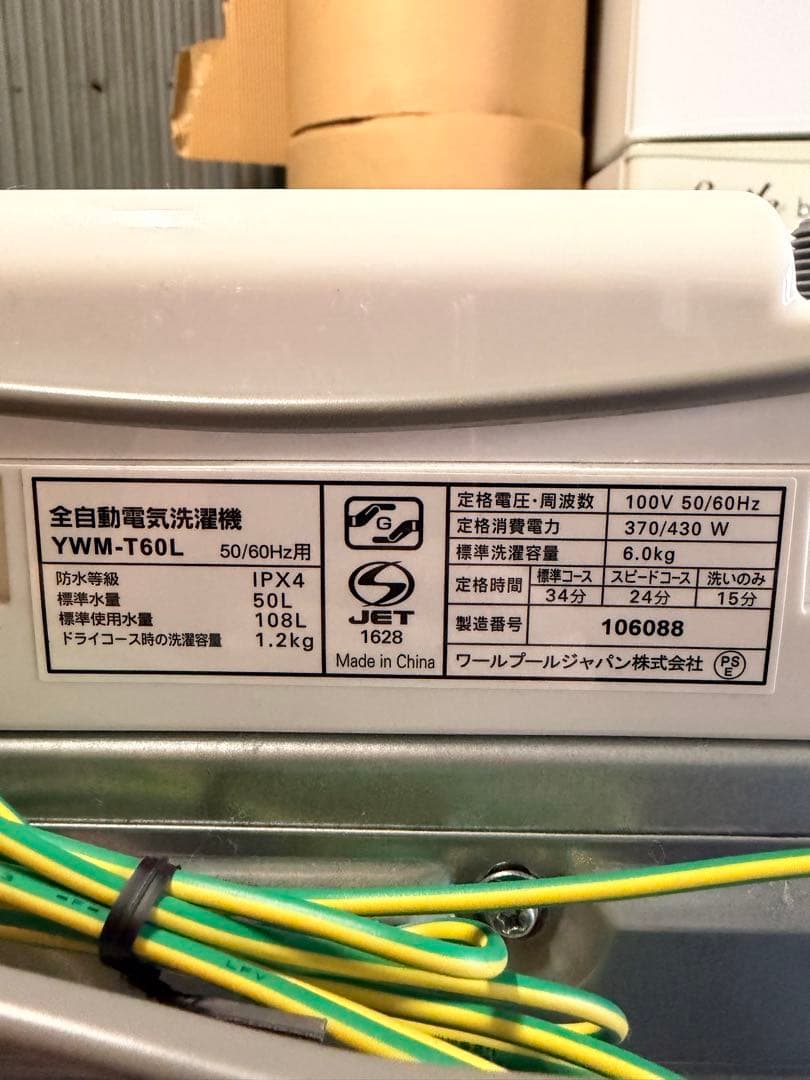 全自動電気洗濯機
YWM-T60L 50/60Hz用
防水等級 IPX4
標準水量 50L
標準使用水量 108L
ドライコース時の洗濯容量 1.2kg
G
S
JET
1628
Made in China
定格電圧・周波数 100V 50/60Hz
定格消費電力 370/430 W
標準洗濯容量 6.0kg
定格時間 標準コース スピードコース 洗いのみ
34分 24分 15分
製造番号 106088
ワールプールジャパン株式会社 PSE
LFV